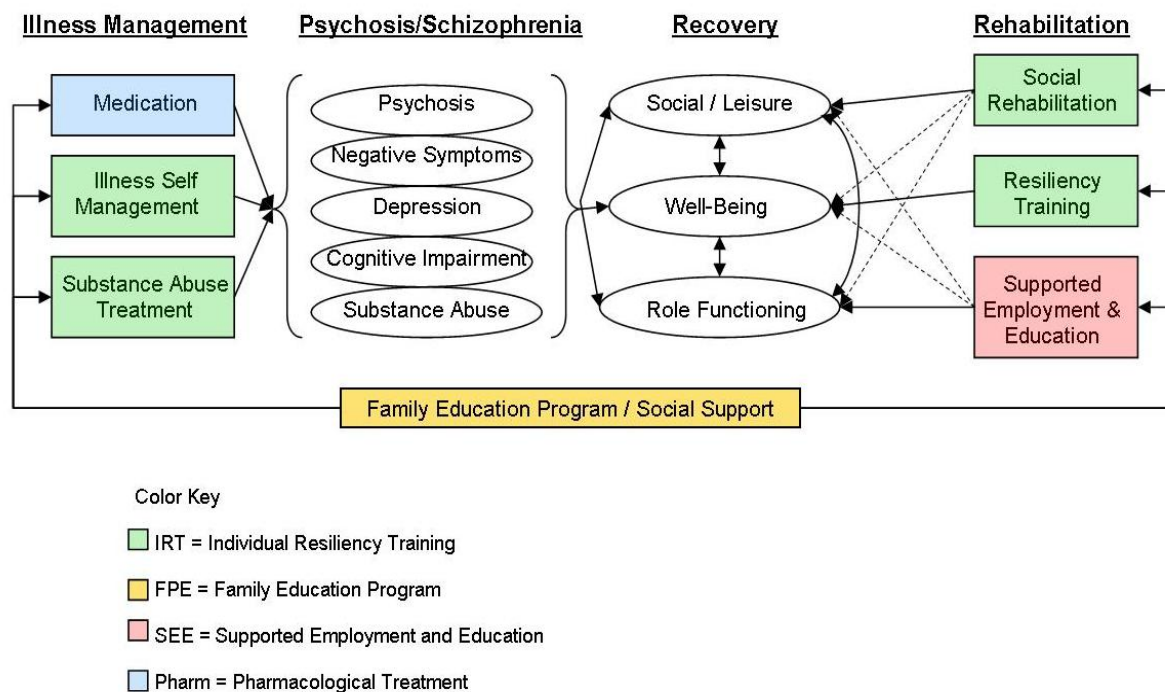 Illness Management
Psychosis/Schizophrenia
Recovery
Rehabilitation
Medication
Illness Self
Management
Substance Abuse
Treatment
Psychosis
Negative Symptoms
Depression
Cognitive Impairment
Substance Abuse
Social / Leisure
Well-Being
Role Functioning
Social
Rehabilitation
Resiliency
Training
Supported
Employment &
Education
Family Education Program / Social Support
Color Key
IRT = Individual Resiliency Training
FPE = Family Education Program
SEE = Supported Employment and Education
Pharm = Pharmacological Treatment